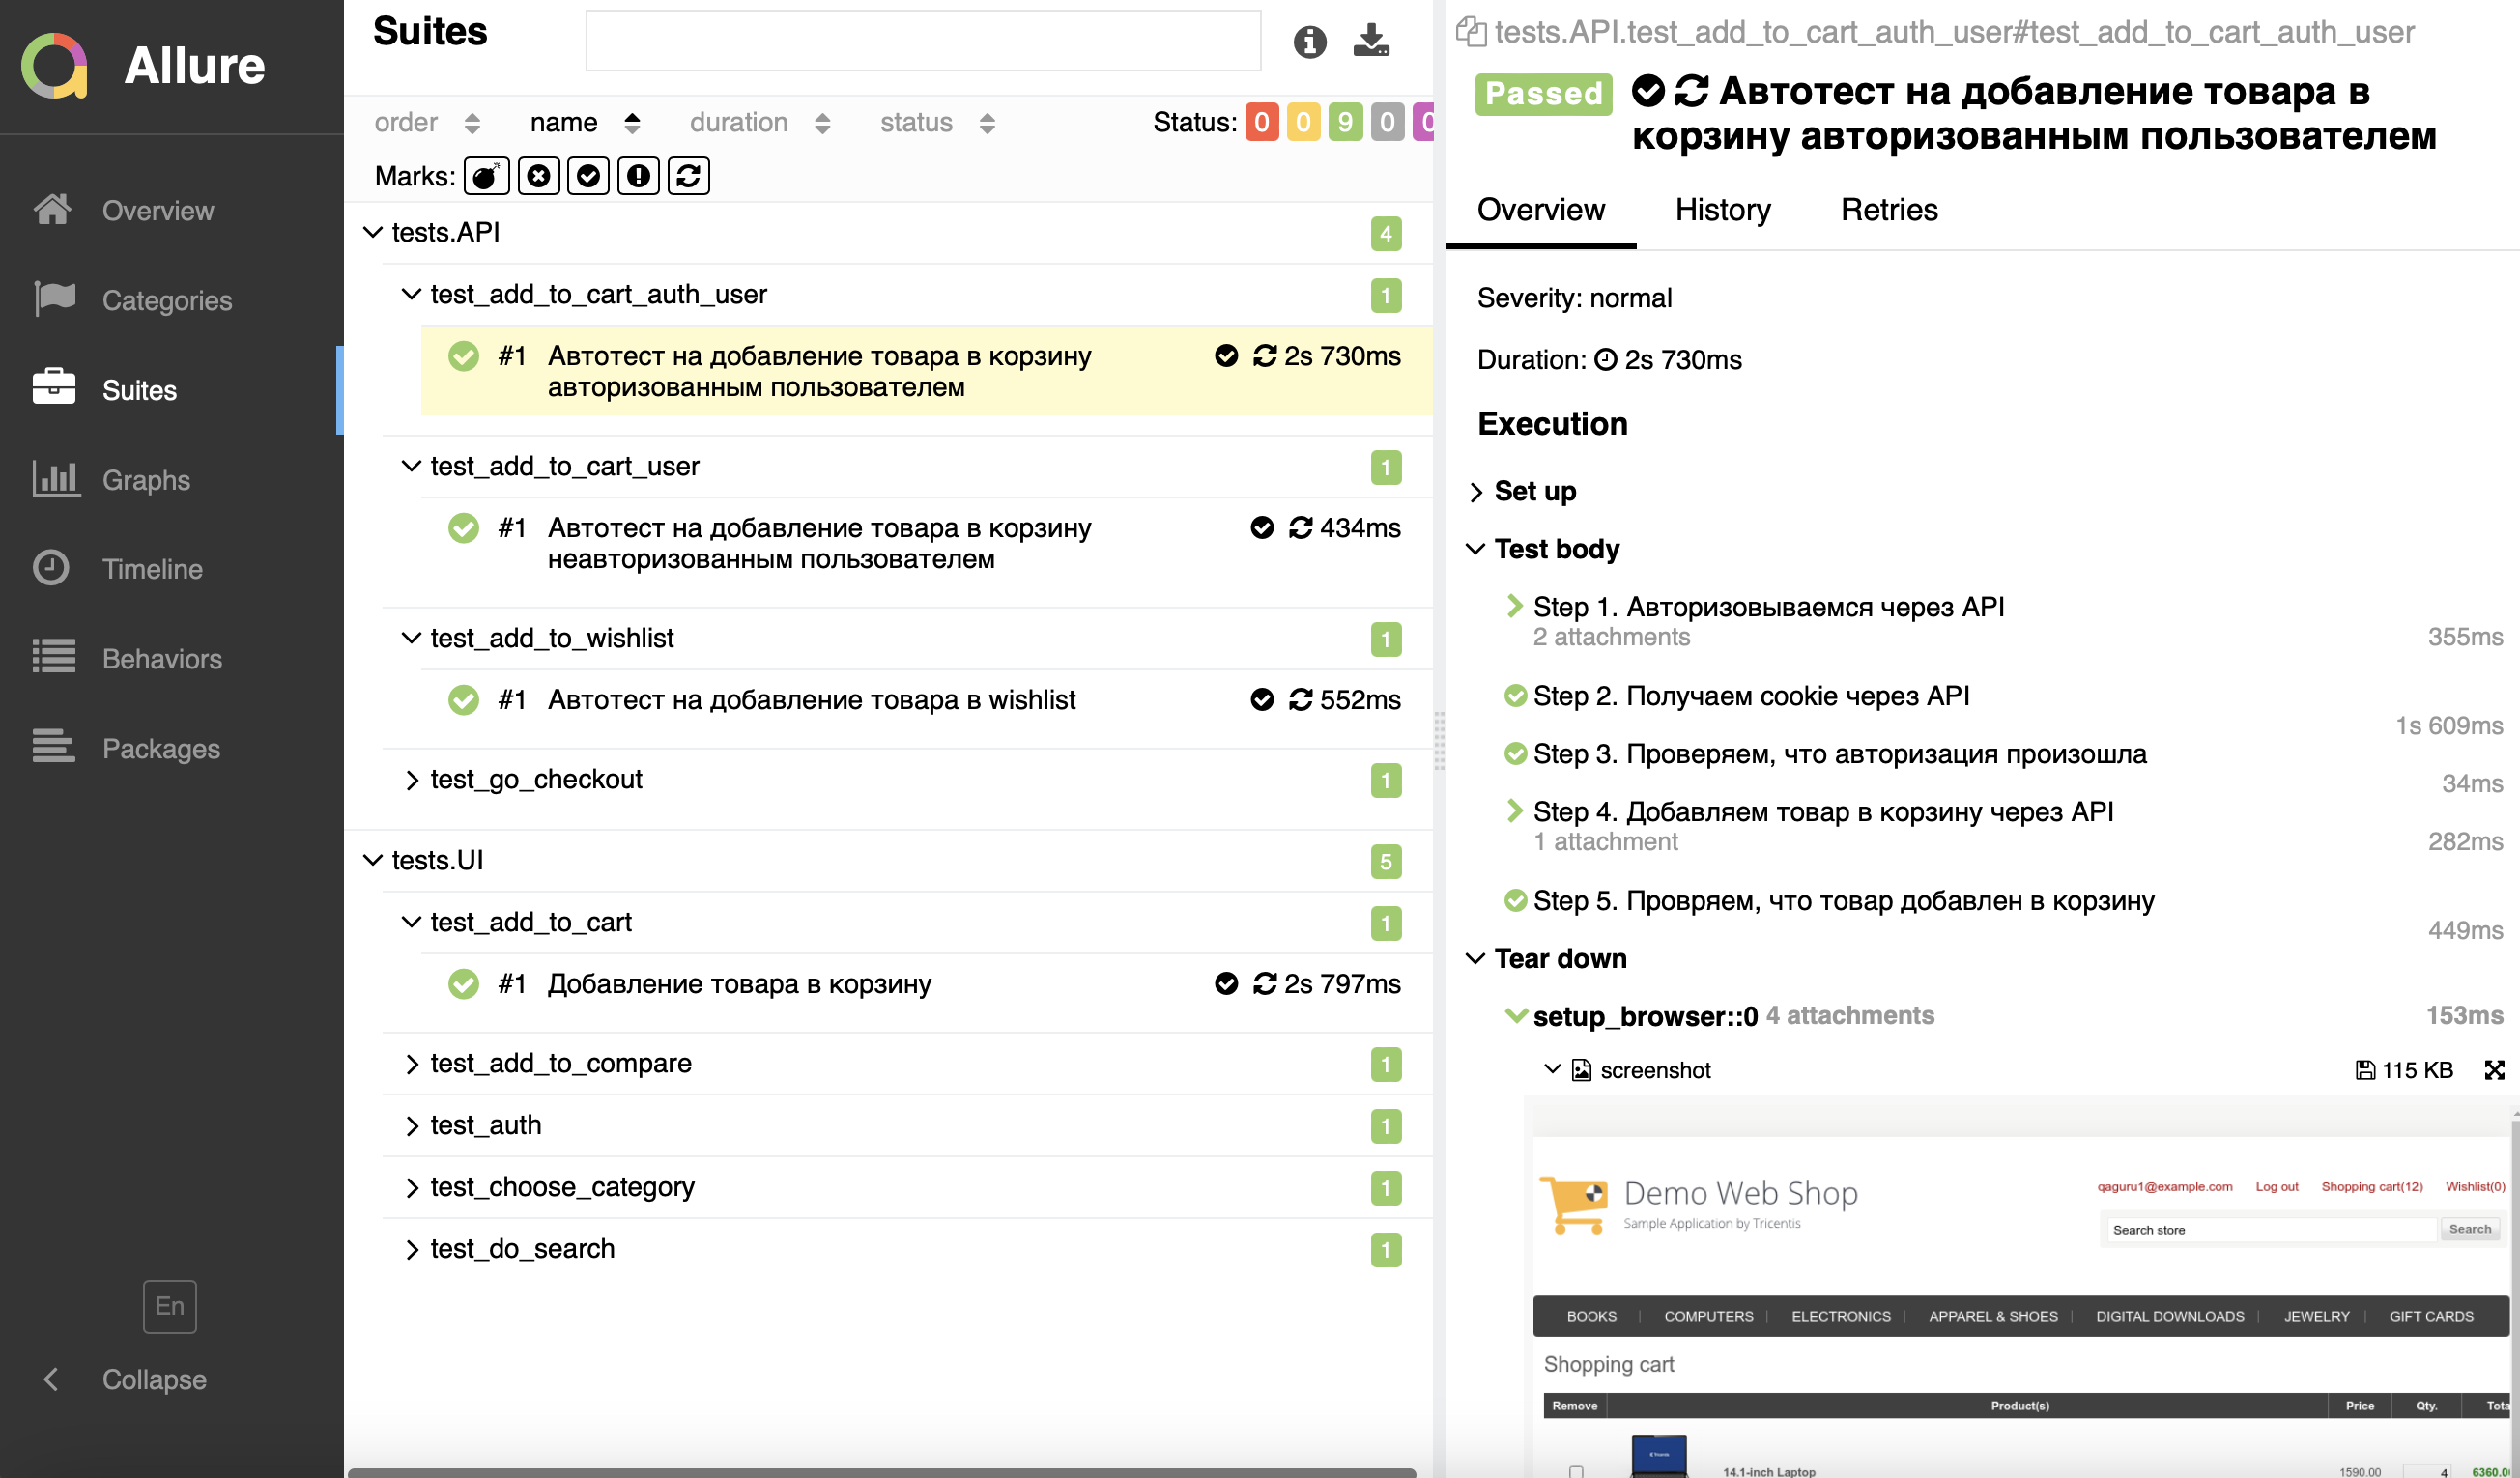 Allure
Overview
Categories
Suites
Graphs
Timeline
Behaviors
Packages
En
Collapse
Suites
order name duration status Status: 0 0 9 0 0
Marks:
tests.API 4
test_add_to_cart_auth_user 1
#1 Автотест на добавление товара в корзину 2s 730ms
авторизованным пользователем
test_add_to_cart_user 1
#1 Автотест на добавление товара в корзину 434ms
неавторизованным пользователем
test_add_to_wishlist 1
#1 Автотест на добавление товара в wishlist 552ms
test_go_checkout 1
tests.UI 5
test_add_to_cart 1
#1 Добавление товара в корзину 2s 797ms
test_add_to_compare 1
test_auth 1
test_choose_category 1
test_do_search 1
tests.API.test_add_to_cart_auth_user#test_add_to_cart_auth_user
Passed Автотест на добавление товара в
корзину авторизованным пользователем
Overview History Retries
Severity: normal
Duration: 2s 730ms
Execution
Set up
Test body
Step 1. Авторизовываемся через API
2 attachments 355ms
Step 2. Получаем cookie через API
1s 609ms
Step 3. Проверяем, что авторизация произошла
34ms
Step 4. Добавляем товар в корзину через API
1 attachment 282ms
Step 5. Провряем, что товар добавлен в корзину
449ms
Tear down
setup_browser::0 4 attachments 153ms
screenshot 115 KB
Demo Web Shop
Sample Application by Tricentis
qaguru1@example.com Log out Shopping cart(12) Wishlist(0)
Search store Search
BOOKS COMPUTERS ELECTRONICS APPAREL & SHOES DIGITAL DOWNLOADS JEWELRY GIFT CARDS
Shopping cart
Remove Product(s) Price Qty.
14.1-inch Laptop 1590.00 4